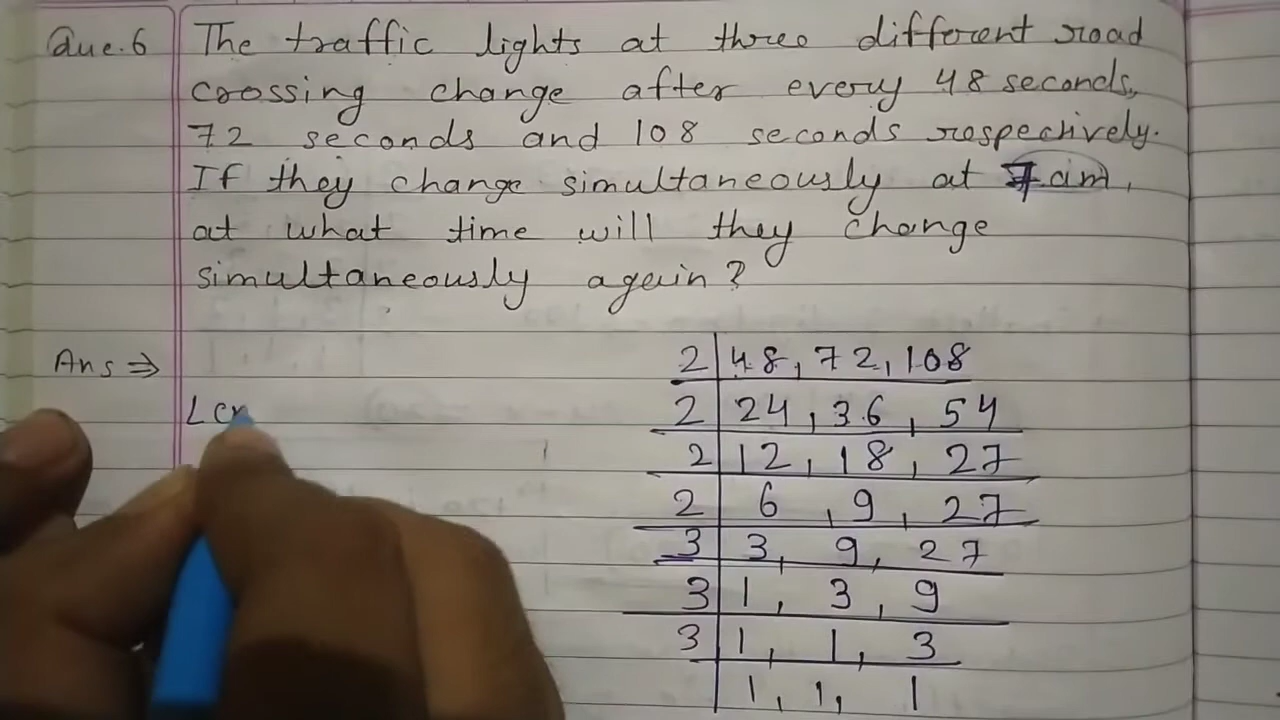 Que.6 The traffic lights at three different road
crossing change after every 48 seconds,
72 seconds and 108 seconds respectively.
If they change simultaneously at 7 am,
at what time will they change
simultaneously again?
Ans ⇒
2 | 48, 72, 108
LC
2 | 24, 36, 54
2 | 12, 18, 27
2 | 6, 9, 27
3 | 3, 9, 27
3 | 1, 3, 9
3 | 1, 1, 3
1, 1, 1